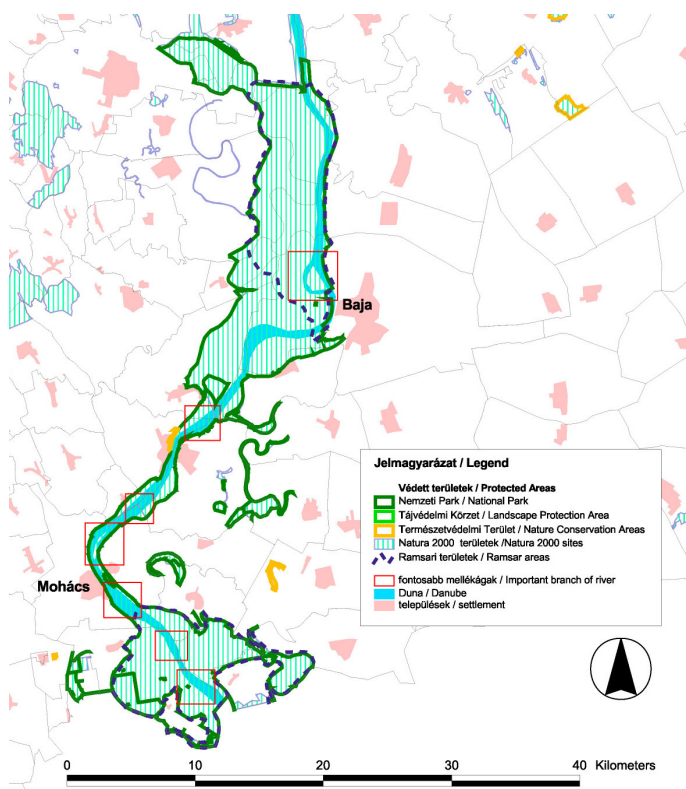 Baja
Mohács
Jelmagyarázat / Legend
Védett területek / Protected Areas
Nemzeti Park / National Park
Tájvédelmi Körzet / Landscape Protection Area
Természetvédelmi Terület / Nature Conservation Areas
Natura 2000 területek /Natura 2000 sites
Ramsari területek / Ramsar areas
fontosabb mellékágak / Important branch of river
Duna / Danube
települések / settlement
0 10 20 30 40 Kilometers